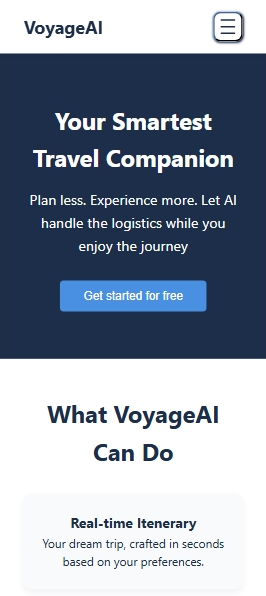 VoyageAI
Your Smartest
Travel Companion
Plan less. Experience more. Let AI
handle the logistics while you
enjoy the journey
Get started for free
What VoyageAI
Can Do
Real-time Itenerary
Your dream trip, crafted in seconds
based on your preferences.